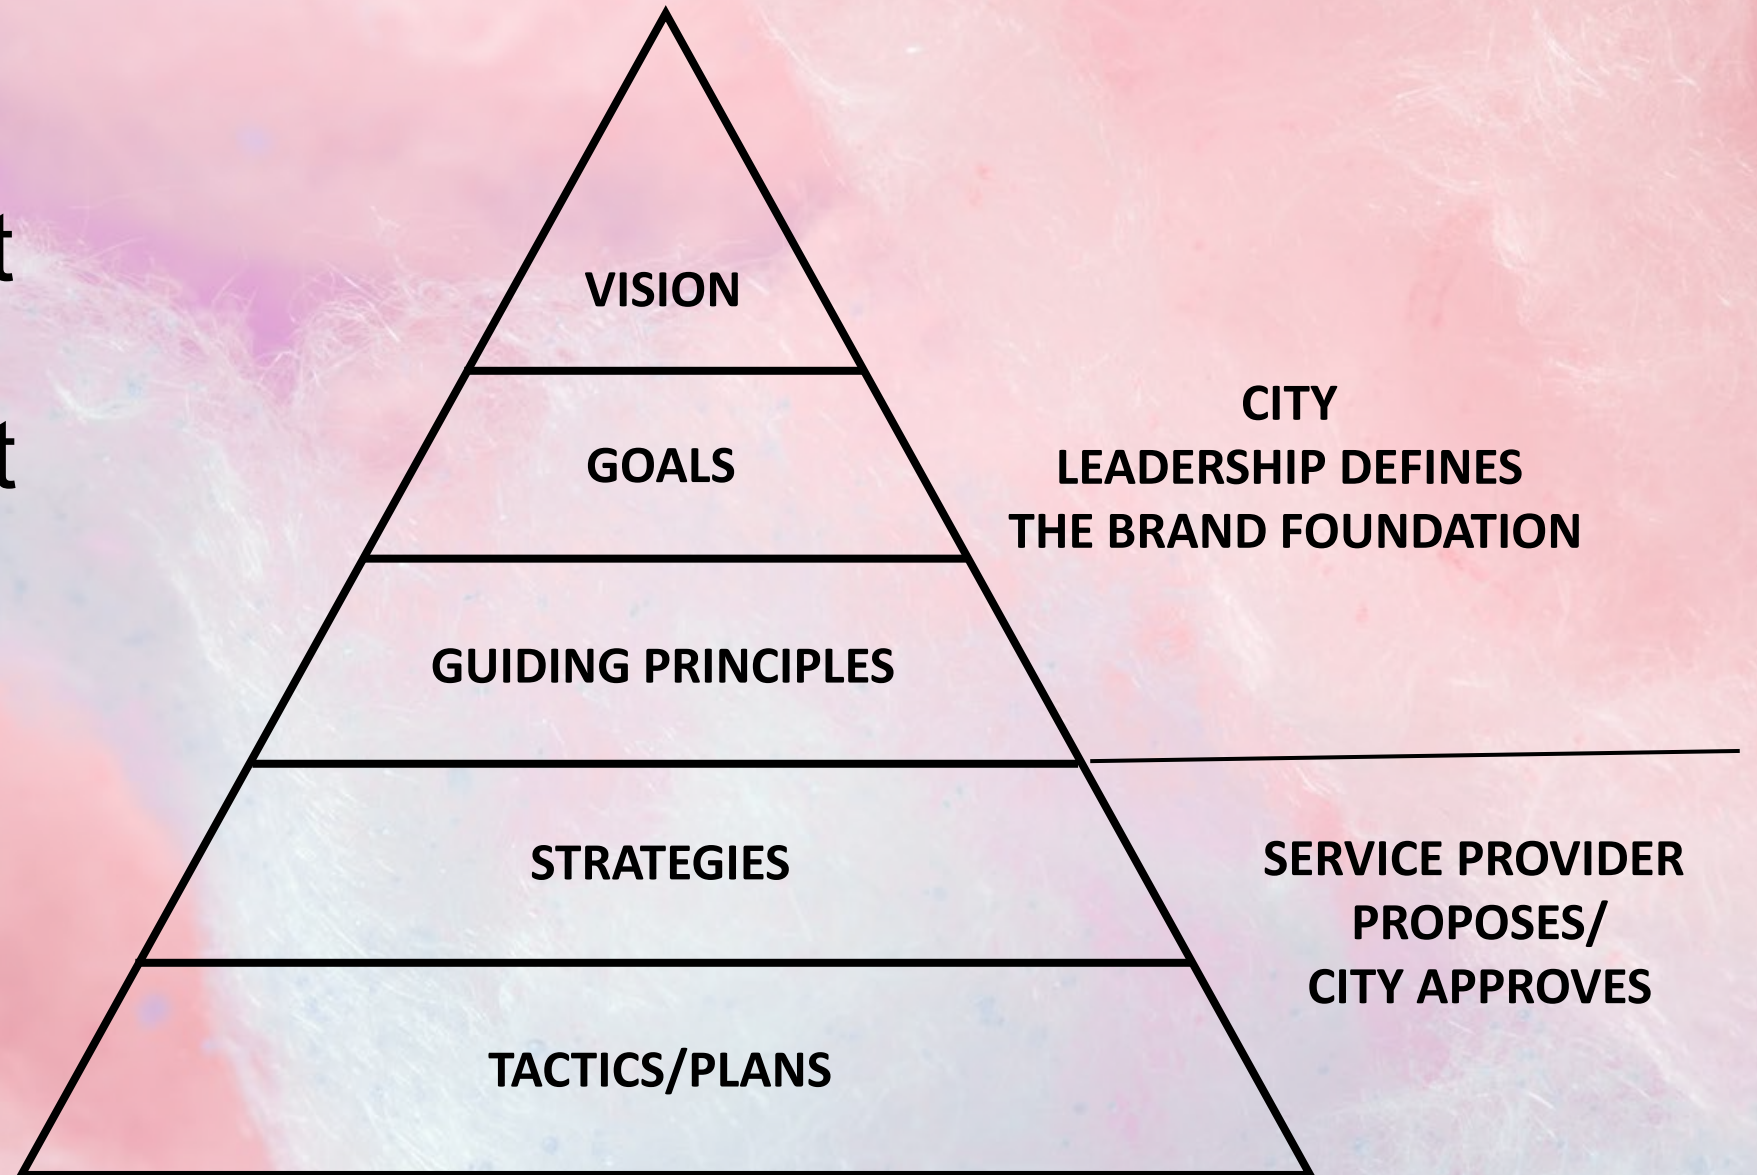 VISION
GOALS
GUIDING PRINCIPLES
STRATEGIES
TACTICS/PLANS
CITY
LEADERSHIP DEFINES
THE BRAND FOUNDATION
SERVICE PROVIDER
PROPOSES/
CITY APPROVES